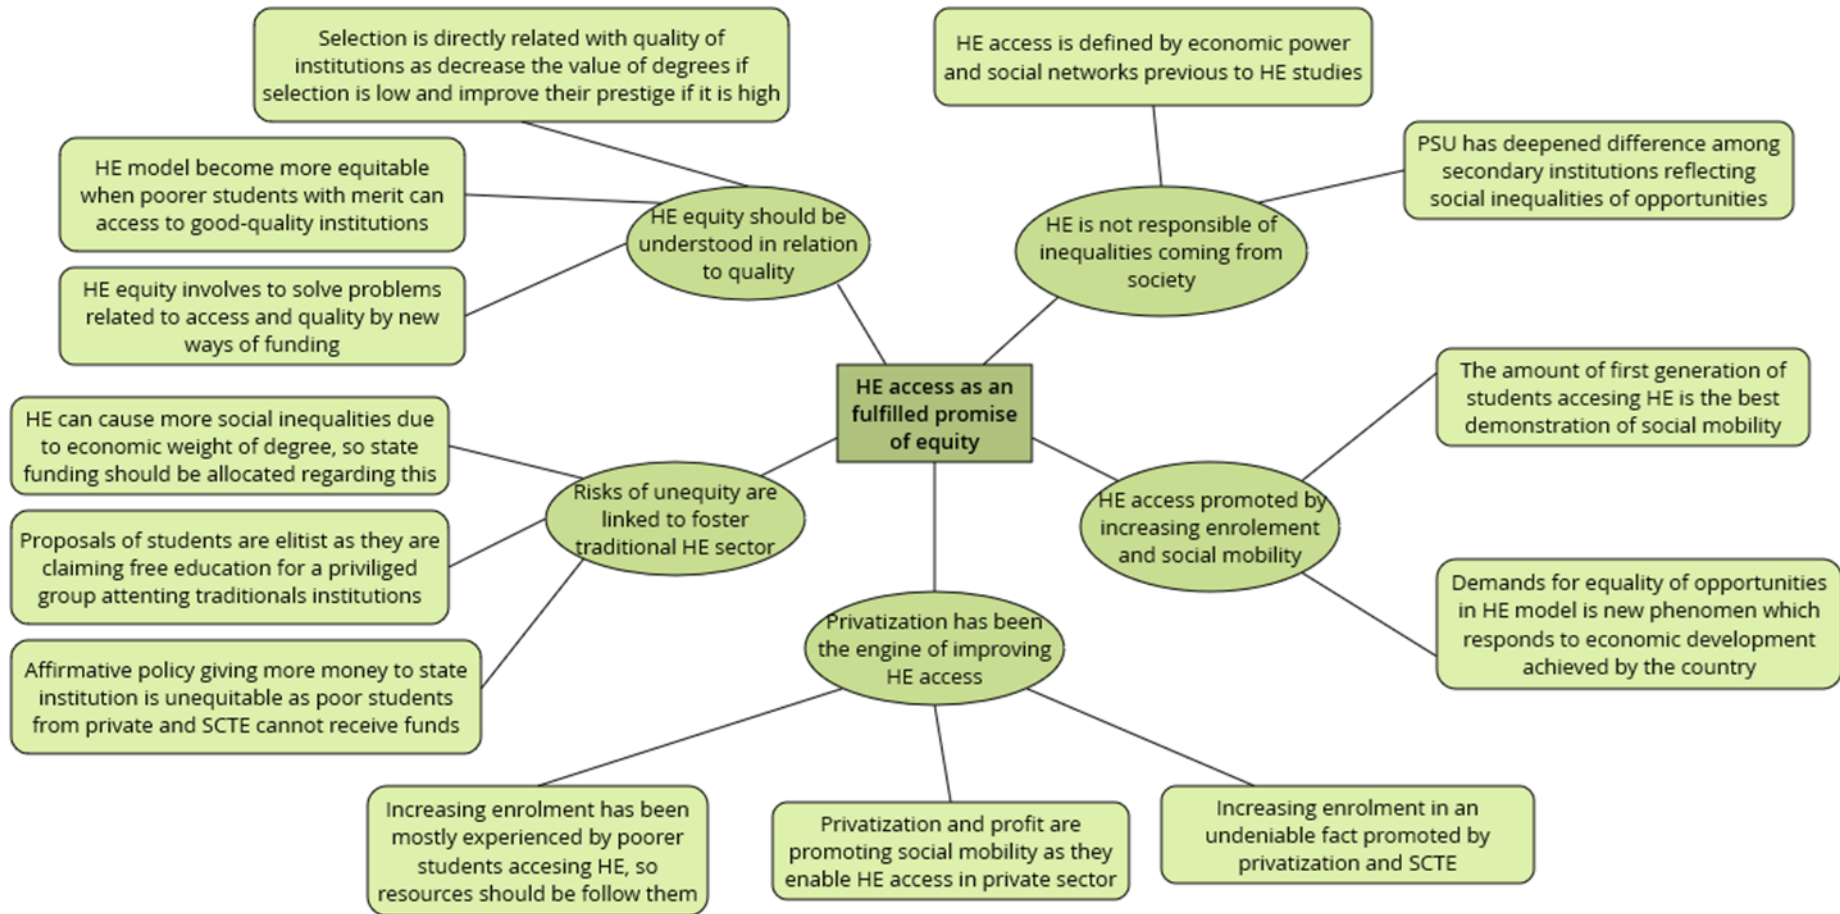 Selection is directly related with quality of
institutions as decrease the value of degrees if
selection is low and improve their prestige if it is high
HE access is defined by economic power
and social networks previous to HE studies
PSU has deepened difference among
secondary institutions reflecting
social inequalities of opportunities
HE model become more equitable
when poorer students with merit can
access to good-quality institutions
HE equity should be
understood in relation
to quality
HE is not responsible of
inequalities coming from
society
HE equity involves to solve problems
related to access and quality by new
ways of funding
HE access as an
fulfilled promise
of equity
The amount of first generation of
students accesing HE is the best
demonstration of social mobility
HE can cause more social inequalities due
to economic weight of degree, so state
funding should be allocated regarding this
Risks of unequity are
linked to foster
traditional HE sector
HE access promoted by
increasing enrolement
and social mobility
Proposals of students are elitist as they are
claiming free education for a priviliged
group attenting traditionals institutions
Demands for equality of opportunities
in HE model is new phenomen which
responds to economic development
achieved by the country
Privatization has been
the engine of improving
HE access
Affirmative policy giving more money to state
institution is unequitable as poor students
from private and SCTE cannot receive funds
Increasing enrolment has been
mostly experienced by poorer
students accesing HE, so
resources should be follow them
Privatization and profit are
promoting social mobility as they
enable HE access in private sector
Increasing enrolment in an
undeniable fact promoted by
privatization and SCTE